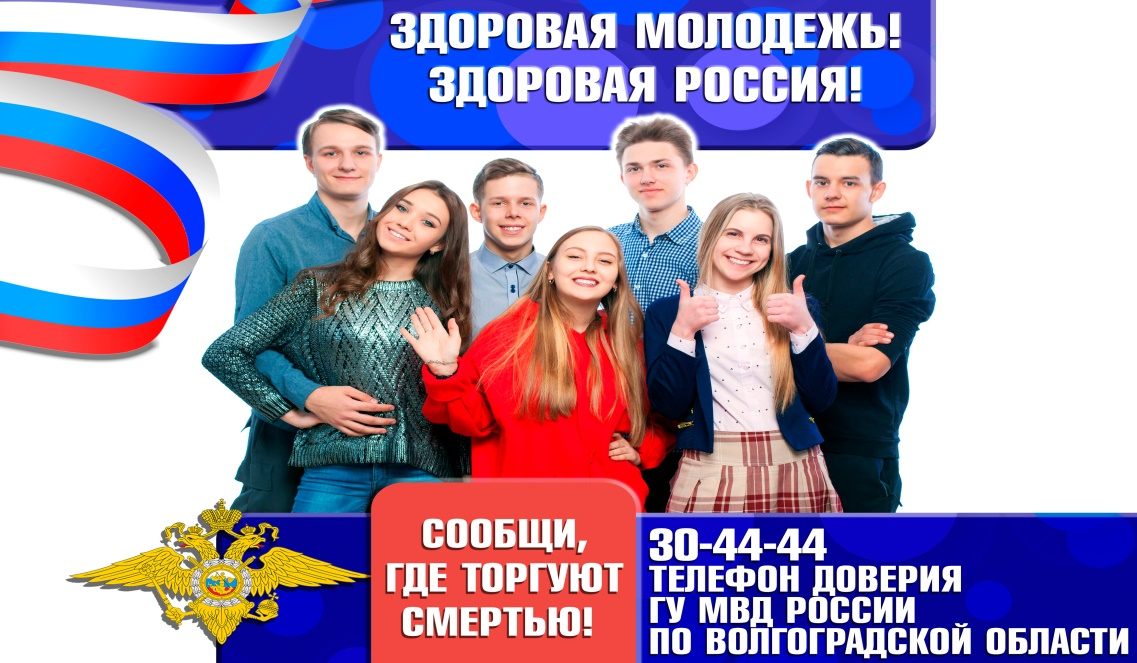 ЗДОРОВАЯ МОЛОДЕЖЬ!
ЗДОРОВАЯ РОССИЯ!
СООБЩИ,
ГДЕ ТОРГУЮТ
СМЕРТЬЮ!
30-44-44
ТЕЛЕФОН ДОВЕРИЯ
ГУ МВД РОССИИ
ПО ВОЛГОГРАДСКОЙ ОБЛАСТИ